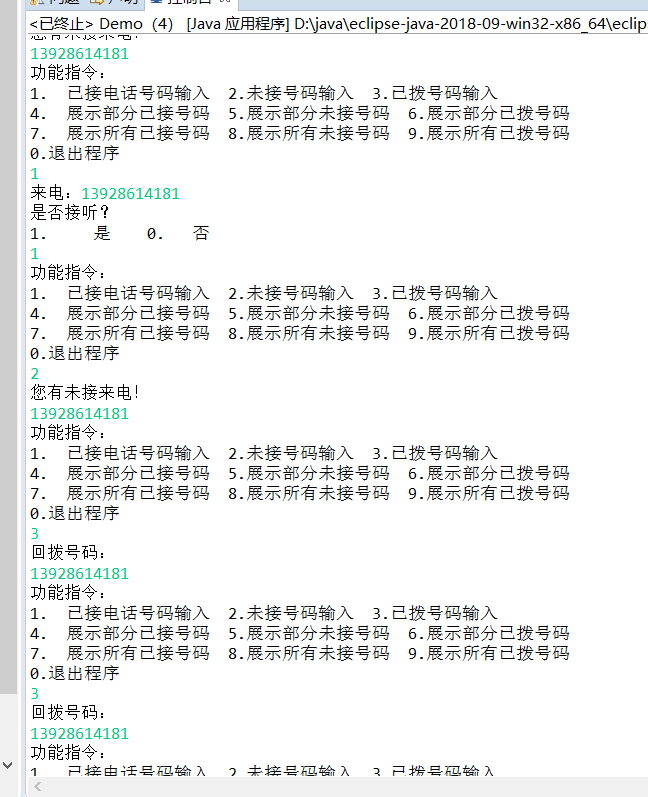 <已终止> Demo (4) [Java 应用程序] D:\java\eclipse-java-2018-09-win32-x86_64\eclip
您有未接来电!
13928614181
功能指令:
1. 已接电话号码输入 2.未接号码输入 3.已拨号码输入
4. 展示部分已接号码 5.展示部分未接号码 6.展示部分已拨号码
7. 展示所有已接号码 8.展示所有未接号码 9.展示所有已拨号码
0.退出程序
1
来电: 13928614181
是否接听?
1. 是 0. 否
1
功能指令:
1. 已接电话号码输入 2.未接号码输入 3.已拨号码输入
4. 展示部分已接号码 5.展示部分未接号码 6.展示部分已拨号码
7. 展示所有已接号码 8.展示所有未接号码 9.展示所有已拨号码
0.退出程序
2
您有未接来电!
13928614181
功能指令:
1. 已接电话号码输入 2.未接号码输入 3.已拨号码输入
4. 展示部分已接号码 5.展示部分未接号码 6.展示部分已拨号码
7. 展示所有已接号码 8.展示所有未接号码 9.展示所有已拨号码
0.退出程序
3
回拨号码:
13928614181
功能指令:
1. 已接电话号码输入 2.未接号码输入 3.已拨号码输入
4. 展示部分已接号码 5.展示部分未接号码 6.展示部分已拨号码
7. 展示所有已接号码 8.展示所有未接号码 9.展示所有已拨号码
0.退出程序
3
回拨号码:
13928614181
功能指令:
1. 已接电话号码输入 2.未接号码输入 3.已拨号码输入